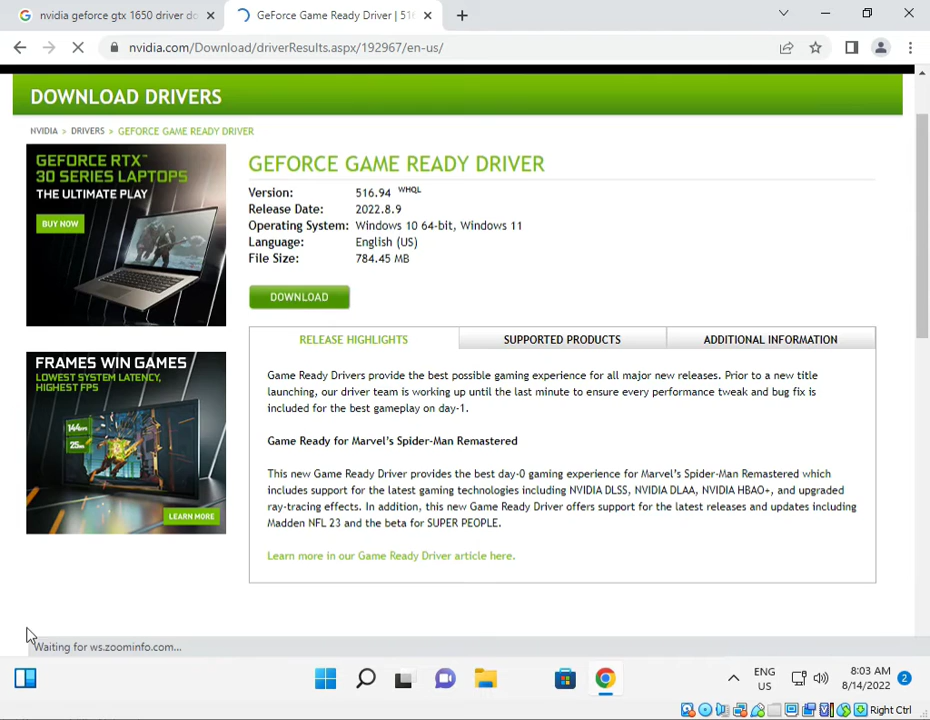 nvidia geforce gtx 1650 driver do
GeForce Game Ready Driver | 516
nvidia.com/Download/driverResults.aspx/192967/en-us/
DOWNLOAD DRIVERS
NVIDIA > DRIVERS > GEFORCE GAME READY DRIVER
GEFORCE RTX™
30 SERIES LAPTOPS
THE ULTIMATE PLAY
BUY NOW
GEFORCE GAME READY DRIVER
Version: 516.94 WHQL
Release Date: 2022.8.9
Operating System: Windows 10 64-bit, Windows 11
Language: English (US)
File Size: 784.45 MB
DOWNLOAD
RELEASE HIGHLIGHTS
SUPPORTED PRODUCTS
ADDITIONAL INFORMATION
FRAMES WIN GAMES
LOWEST SYSTEM LATENCY,
HIGHEST FPS
LEARN MORE
Game Ready Drivers provide the best possible gaming experience for all major new releases. Prior to a new title
launching, our driver team is working up until the last minute to ensure every performance tweak and bug fix is
included for the best gameplay on day-1.
Game Ready for Marvel's Spider-Man Remastered
This new Game Ready Driver provides the best day-0 gaming experience for Marvel's Spider-Man Remastered which
includes support for the latest gaming technologies including NVIDIA DLSS, NVIDIA DLAA, NVIDIA HBAO+, and upgraded
ray-tracing effects. In addition, this new Game Ready Driver offers support for the latest releases and updates including
Madden NFL 23 and the beta for SUPER PEOPLE.
Learn more in our Game Ready Driver article here.
Waiting for ws.zoominfo.com...
ENG
US
8:03 AM
8/14/2022
2
Right Ctrl